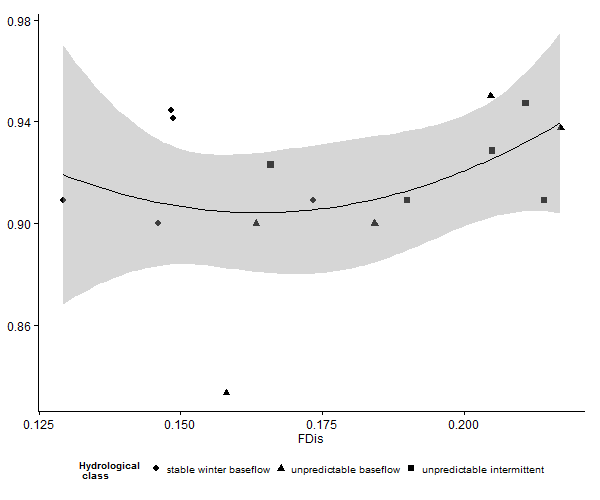 0.98
0.94
0.90
0.86
0.125 0.150 0.175 0.200
FDis
Hydrological
class
stable winter baseflow unpredictable baseflow unpredictable intermittent